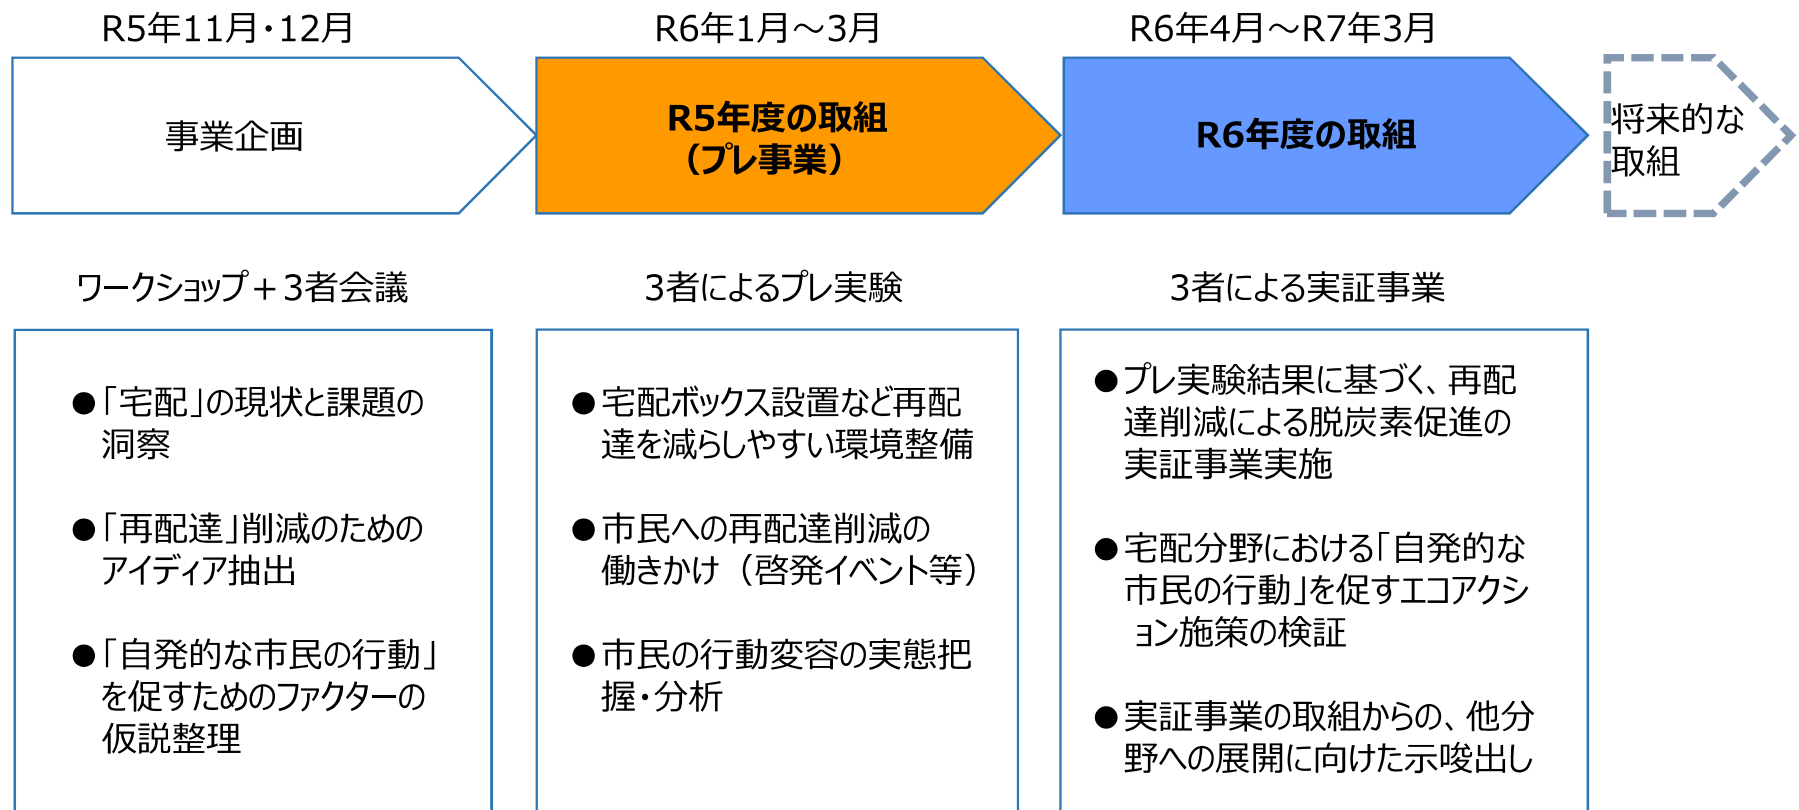 R5年11月・12月
R6年1月～3月
R6年4月～R7年3月
事業企画
R5年度の取組
（プレ事業）
R6年度の取組
将来的な
取組
ワークショップ＋3者会議
3者によるプレ実験
3者による実証事業
●「宅配」の現状と課題の
洞察
●「再配達」削減のための
アイディア抽出
●「自発的な市民の行動」
を促すためのファクターの
仮説整理
●宅配ボックス設置など再配
達を減らしやすい環境整備
●市民への再配達削減の
働きかけ（啓発イベント等）
●市民の行動変容の実態把
握・分析
●プレ実験結果に基づく、再配
達削減による脱炭素促進の
実証事業実施
●宅配分野における「自発的な
市民の行動」を促すエコアクシ
ョン施策の検証
●実証事業の取組からの、他分
野への展開に向けた示唆出し